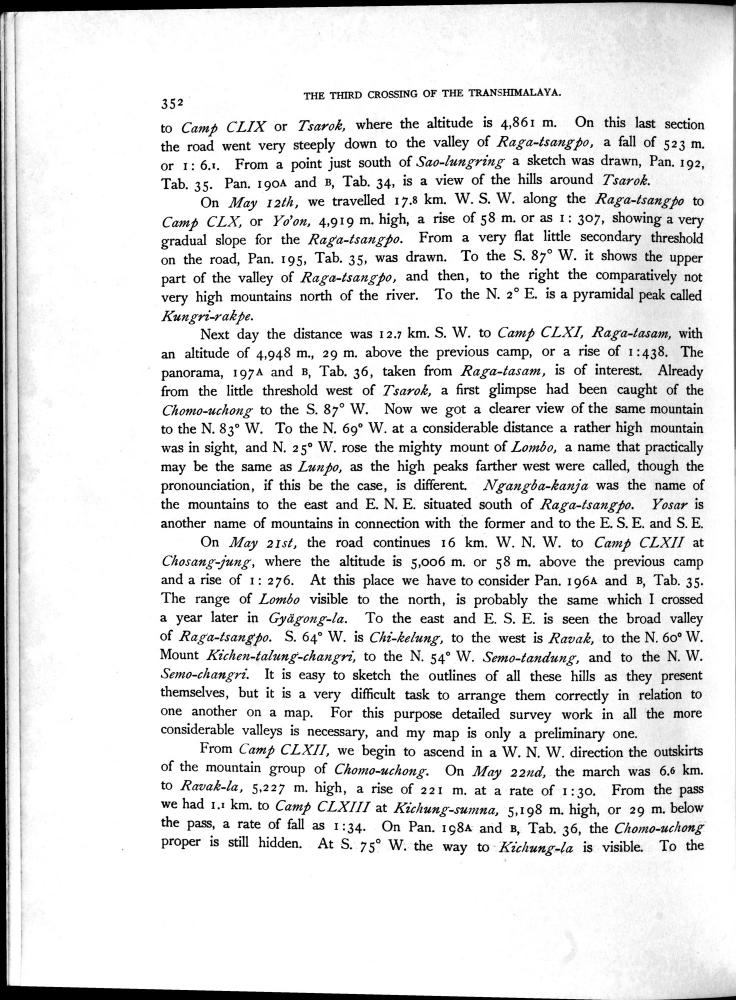 352
THE THIRD CROSSING OF THE TRANSHIMALAYA.
to Camp CLIX or Tsarok, where the altitude is 4,861 m. On this last section
the road went very steeply down to the valley of Raga-tsangpo, a fall of 523 m.
or 1 : 6.1. From a point just south of Sao-lungring a sketch was drawn, Pan. 192,
Tab. 35. Pan. 190A and B, Tab. 34, is a view of the hills around Tsarok.
On May 12th, we travelled 17.8 km. W. S. W. along the Raga-tsangpo to
Camp CLX, or Yo'on, 4,919 m. high, a rise of 58 m. or as 1 : 307, showing a very
gradual slope for the Raga-tsangpo. From a very flat little secondary threshold
on the road, Pan. 195, Tab. 35, was drawn. To the S. 87° W. it shows the upper
part of the valley of Raga-tsangpo, and then, to the right the comparatively not
very high mountains north of the river. To the N. 2° E. is a pyramidal peak called
Kungri-rakpe.
Next day the distance was 12.7 km. S. W. to Camp CLXI, Raga-tasam, with
an altitude of 4,948 m., 29 m. above the previous camp, or a rise of 1 : 438. The
panorama, 197A and B, Tab. 36, taken from Raga-tasam, is of interest. Already
from the little threshold west of Tsarok, a first glimpse had been caught of the
Chomo-uchong to the S. 87° W. Now we got a clearer view of the same mountain
to the N. 83° W. To the N. 69° W. at a considerable distance a rather high mountain
was in sight, and N. 25° W. rose the mighty mount of Lombo, a name that practically
may be the same as Lunpo, as the high peaks farther west were called, though the
pronounciation, if this be the case, is different. Ngangba-kanja was the name of
the mountains to the east and E. N. E. situated south of Raga-tsangpo. Yosar is
another name of mountains in connection with the former and to the E. S. E. and S. E.
On May 21st, the road continues 16 km. W. N. W. to Camp CLXII at
Chosang-jung, where the altitude is 5,006 m. or 58 m. above the previous camp
and a rise of 1 : 276. At this place we have to consider Pan. 196A and B, Tab. 35.
The range of Lombo visible to the north, is probably the same which I crossed
a year later in Gyägong-la. To the east and E. S. E. is seen the broad valley
of Raga-tsangpo. S. 64° W. is Chi-kelung, to the west is Ravak, to the N. 60° W.
Mount Kichen-talung-changri, to the N. 54° W. Semo-tandung, and to the N. W.
Semo-changri. It is easy to sketch the outlines of all these hills as they present
themselves, but it is a very difficult task to arrange them correctly in relation to
one another on a map. For this purpose detailed survey work in all the more
considerable valleys is necessary, and my map is only a preliminary one.
From Camp CLXII, we begin to ascend in a W. N. W. direction the outskirts
of the mountain group of Chomo-uchong. On May 22nd, the march was 6.6 km.
to Ravak-la, 5,227 m. high, a rise of 221 m. at a rate of 1 : 30. From the pass
we had 1.1 km. to Camp CLXIII at Kichung-sumna, 5,198 m. high, or 29 m. below
the pass, a rate of fall as 1 : 34. On Pan. 198A and B, Tab. 36, the Chomo-uchong
proper is still hidden. At S. 75° W. the way to Kichung-la is visible. To the